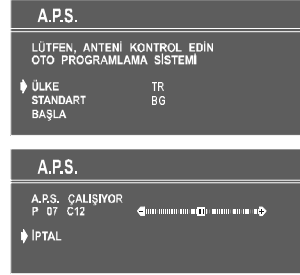 A.P.S.
LÜTFEN, ANTENİ KONTROL EDİN
OTO PROGRAMLAMA SİSTEMİ
ÜLKE TR
STANDART BG
BAŞLA
A.P.S.
A.P.S. ÇALIŞIYOR
P 07 C12
İPTAL